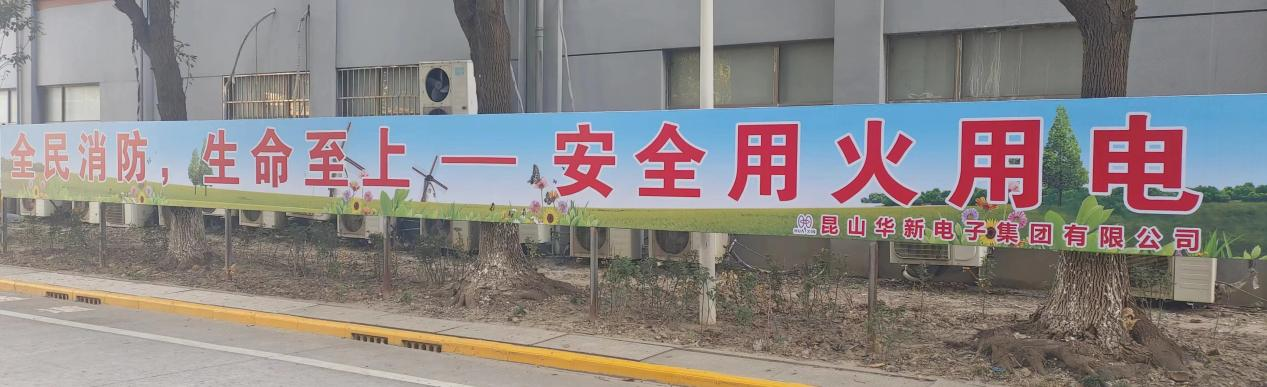 全民消防，生命至上 — 安全用火用电
昆山华新电子集团有限公司